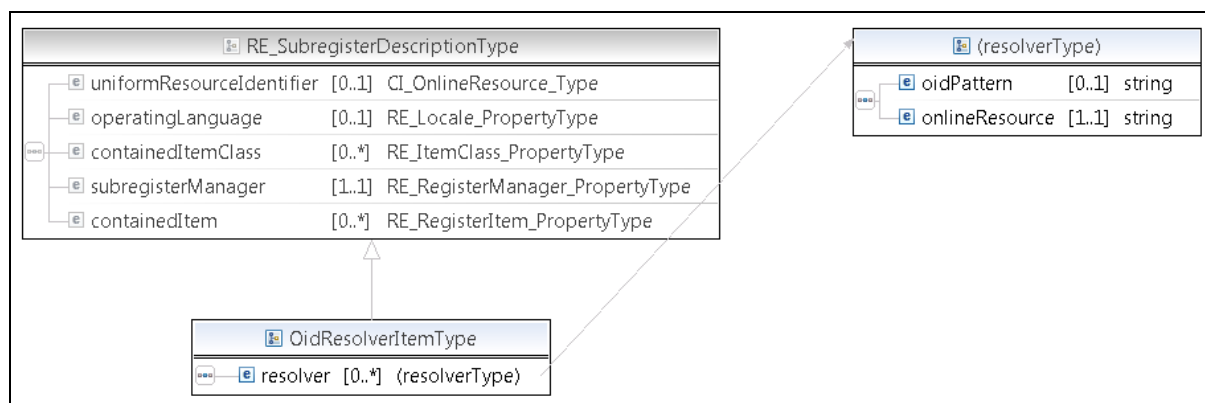 RE_SubregisterDescriptionType
e uniformResourceIdentifier [0..1] CI_OnlineResource_Type
e operatingLanguage [0..1] RE_Locale_PropertyType
e containedItemClass [0..*] RE_ItemClass_PropertyType
e subregisterManager [1..1] RE_RegisterManager_PropertyType
e containedItem [0..*] RE_RegisterItem_PropertyType
(resolverType)
e oidPattern [0..1] string
e onlineResource [1..1] string
OidResolverItemType
e resolver [0..*] (resolverType)